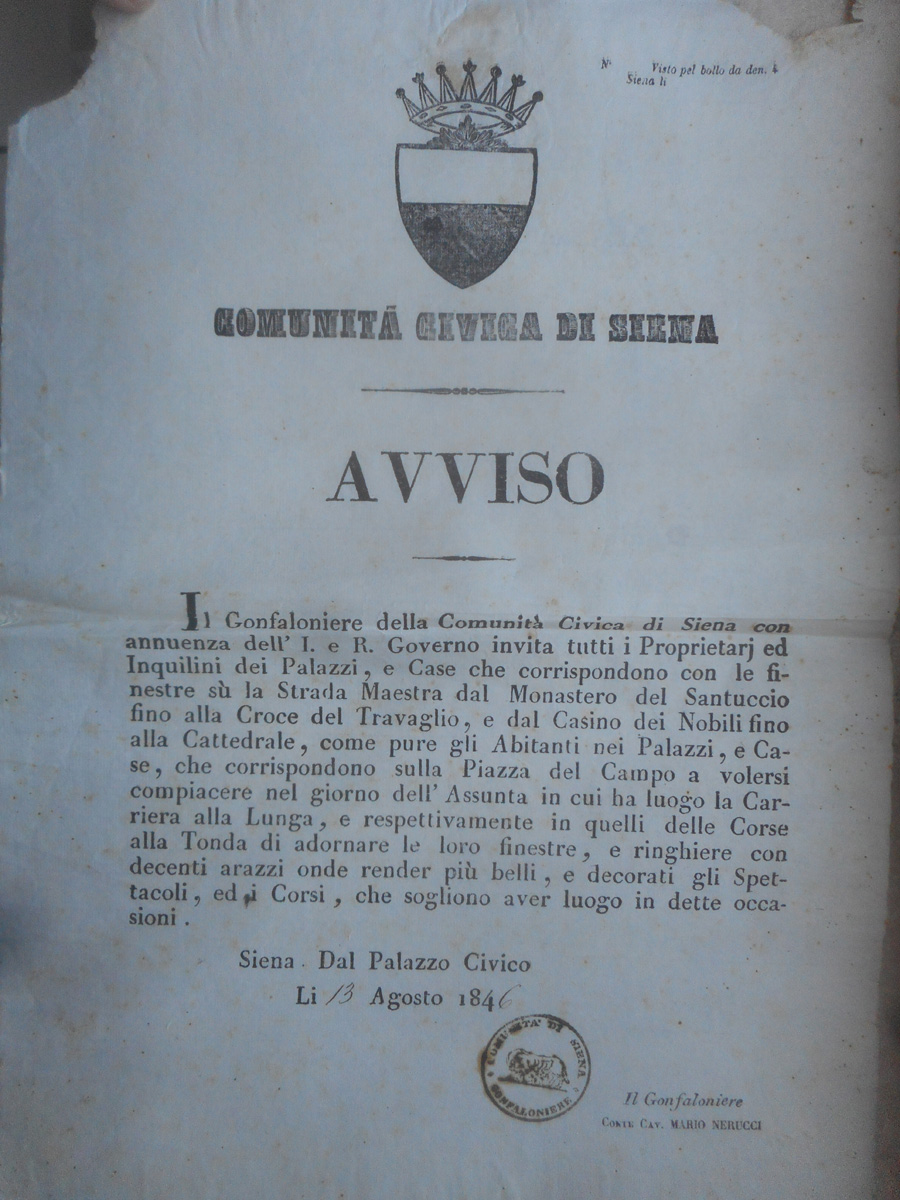 N° Visto pel bollo da den. 4
Siena li
COMUNITÁ CIVICA DI SIENA
AVVISO
Il Gonfaloniere della Comunità Civica di Siena con
annuenza dell' I. e R. Governo invita tutti i Proprietarj ed
Inquilini dei Palazzi, e Case che corrispondono con le fi-
nestre sù la Strada Maestra dal Monastero del Santuccio
fino alla Croce del Travaglio, e dal Casino dei Nobili fino
alla Cattedrale, come pure gli Abitanti nei Palazzi, e Ca-
se, che corrispondono sulla Piazza del Campo a volersi
compiacere nel giorno dell' Assunta in cui ha luogo la Car-
riera alla Lunga, e respettivamente in quelli delle Corse
alla Tonda di adornare le loro finestre, e ringhiere con
decenti arazzi onde render più belli, e decorati gli Spet-
tacoli, ed i Corsi, che sogliono aver luogo in dette occa-
sioni.
Siena. Dal Palazzo Civico
Li 13 Agosto 1846
COMUNITA' DI SIENA
GONFALONIERE
Il Gonfaloniere
CONTE CAV. MARIO NERUCCI